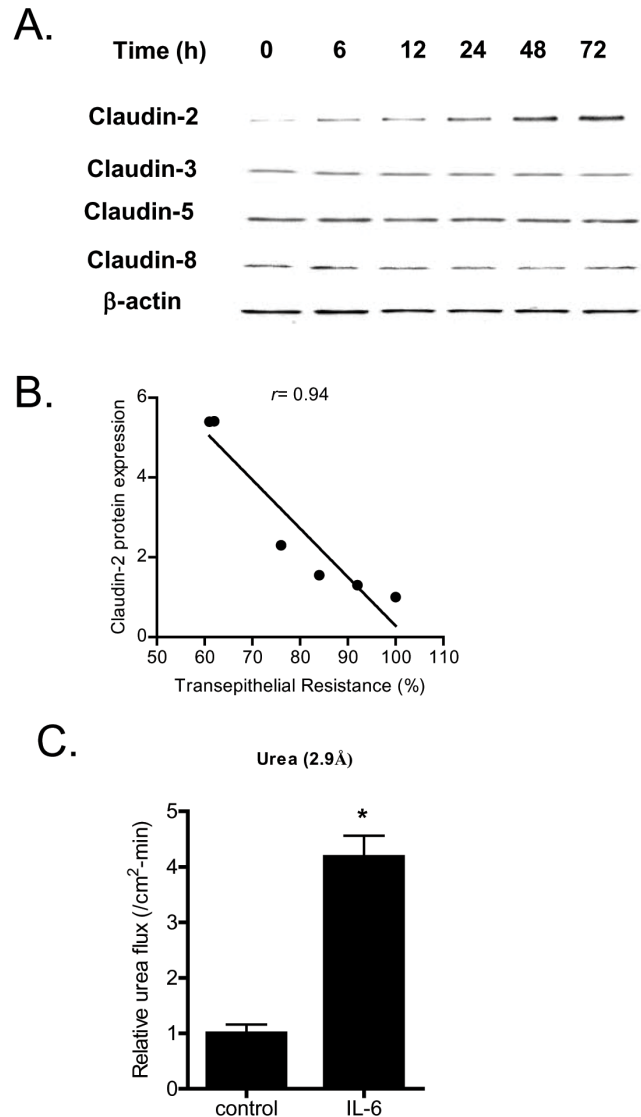 A.
Time (h) 0 6 12 24 48 72
Claudin-2
Claudin-3
Claudin-5
Claudin-8
β-actin
B.
r= 0.94
Claudin-2 protein expression
6
4
2
0
50 60 70 80 90 100 110
Transepithelial Resistance (%)
C.
Urea (2.9Å)
*
Relative urea flux (/cm²-min)
5
4
3
2
1
0
control IL-6